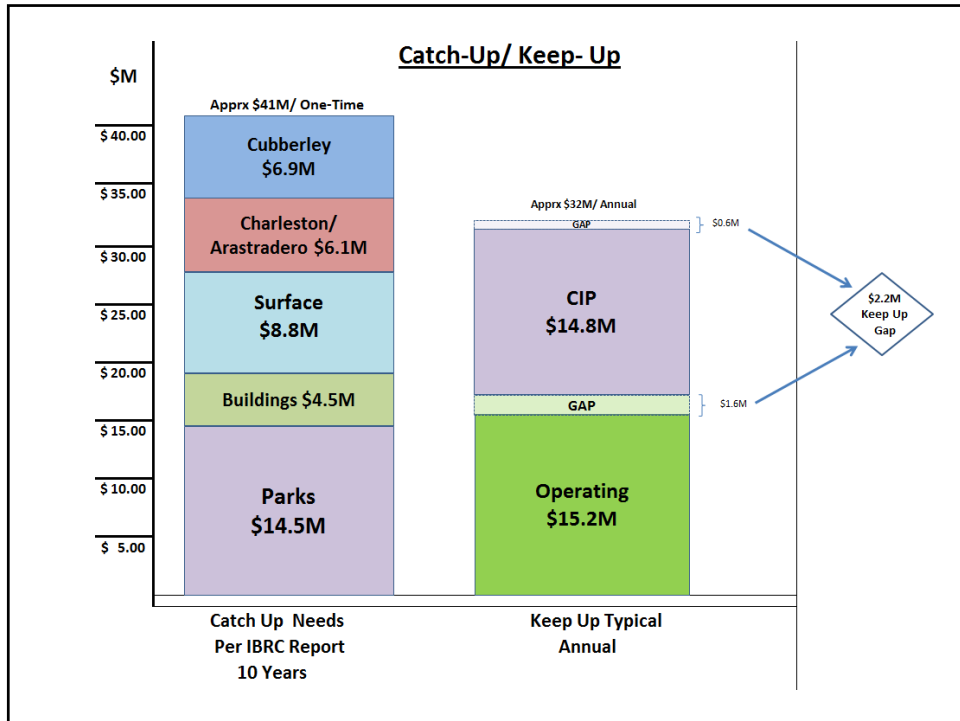 Catch-Up/ Keep- Up
$M
$ 40.00
$ 35.00
$ 30.00
$ 25.00
$ 20.00
$ 15.00
$ 10.00
$ 5.00
Apprx $41M/ One-Time
Cubberley
$6.9M
Charleston/
Arastradero $6.1M
Surface
$8.8M
Buildings $4.5M
Parks
$14.5M
Apprx $32M/ Annual
GAP
$0.6M
CIP
$14.8M
GAP
$1.6M
Operating
$15.2M
$2.2M
Keep Up
Gap
Catch Up Needs
Per IBRC Report
10 Years
Keep Up Typical
Annual